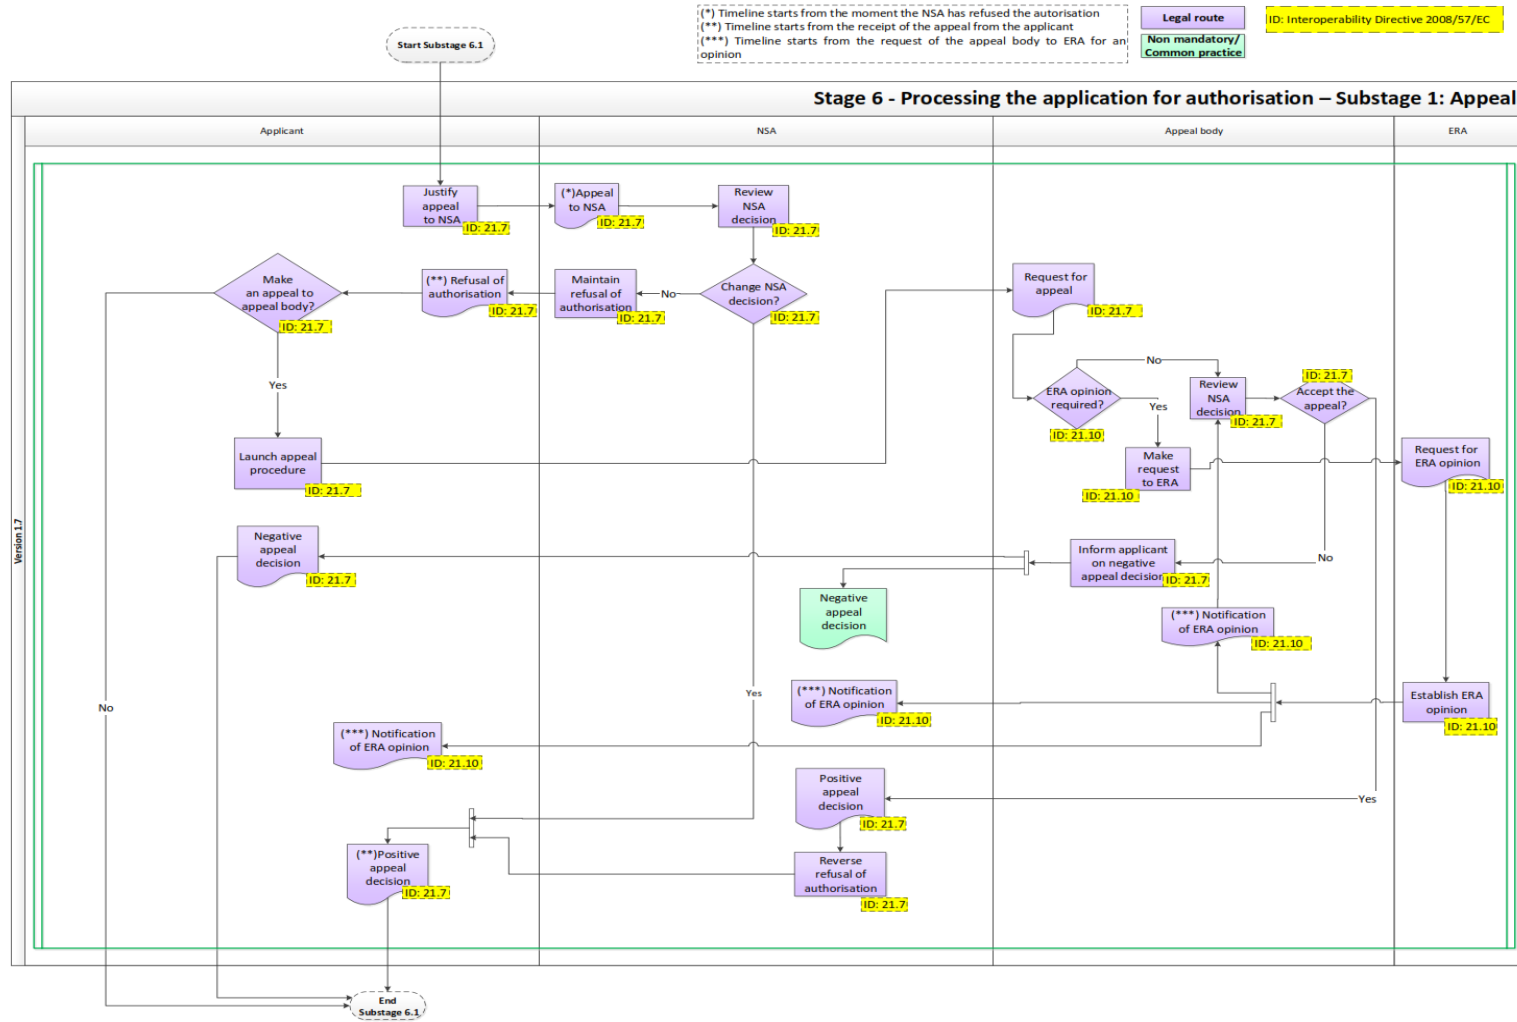 (*) Timeline starts from the moment the NSA has refused the autorisation
(**) Timeline starts from the receipt of the appeal from the applicant
(***) Timeline starts from the request of the appeal body to ERA for an
opinion
Legal route
Non mandatory/
Common practice
ID: Interoperability Directive 2008/57/EC
Start Substage 6.1
Stage 6 - Processing the application for authorisation – Substage 1: Appeal
Applicant
NSA
Appeal body
ERA
Version 1.7
Justify
appeal
to NSA
ID: 21.7
(*)Appeal
to NSA
ID: 21.7
Review
NSA
decision
ID: 21.7
Make
an appeal to
appeal body?
ID: 21.7
(**) Refusal of
authorisation
ID: 21.7
Maintain
refusal of
authorisation
ID: 21.7
No
Change NSA
decision?
ID: 21.7
Request for
appeal
ID: 21.7
Yes
No
ERA opinion
required?
ID: 21.10
Yes
Review
NSA
decision
ID: 21.7
ID: 21.7
Accept the
appeal?
Launch appeal
procedure
ID: 21.7
Make
request
to ERA
ID: 21.10
Request for
ERA opinion
ID: 21.10
Negative
appeal
decision
ID: 21.7
Inform applicant
on negative
appeal decision
ID: 21.7
No
Negative
appeal
decision
(***) Notification
of ERA opinion
ID: 21.10
No
Yes
(***) Notification
of ERA opinion
ID: 21.10
Establish ERA
opinion
ID: 21.10
(***) Notification
of ERA opinion
ID: 21.10
Positive
appeal
decision
ID: 21.7
Yes
(**)Positive
appeal
decision
ID: 21.7
Reverse
refusal of
authorisation
ID: 21.7
End
Substage 6.1